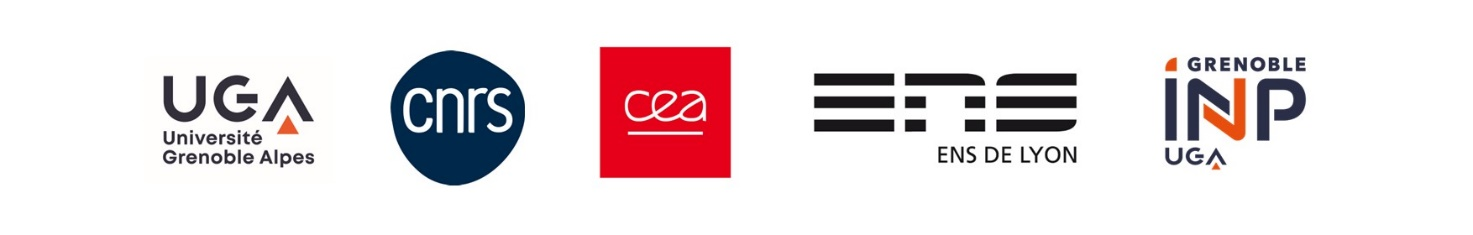 UGA
Université
Grenoble Alpes
cnrs
cea
ENS
ENS DE LYON
GRENOBLE
INP
UGA